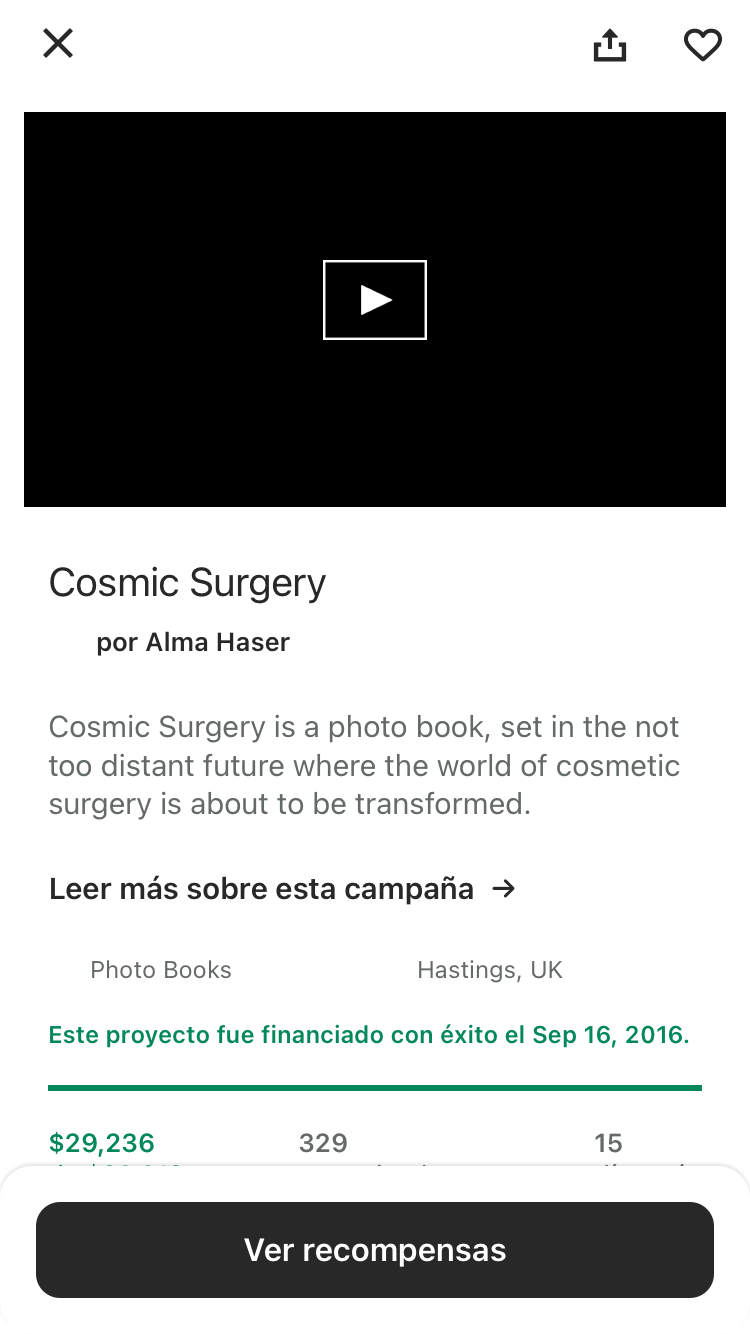 Cosmic Surgery
por Alma Haser
Cosmic Surgery is a photo book, set in the not
too distant future where the world of cosmetic
surgery is about to be transformed.
Leer más sobre esta campaña →
Photo Books
Hastings, UK
Este proyecto fue financiado con éxito el Sep 16, 2016.
$29,236
329
15
Ver recompensas